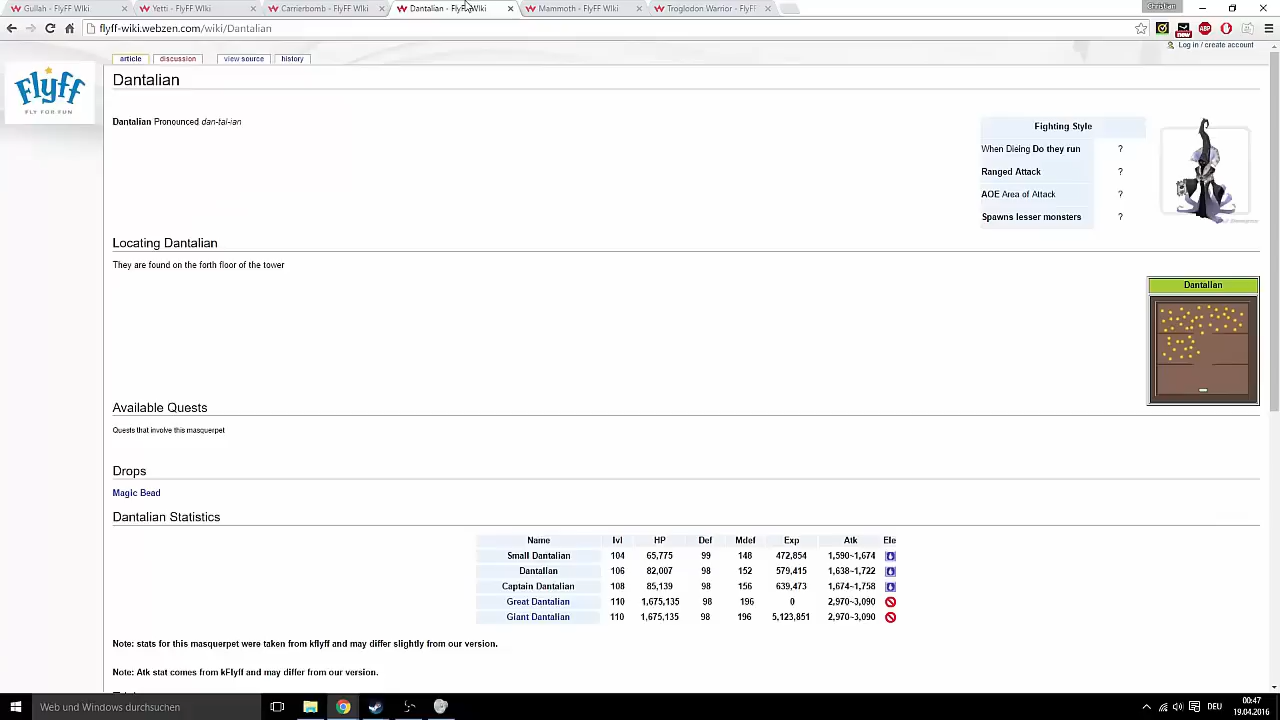 Gullah - FlyFF Wiki
Yetti - FlyFF Wiki
Carrierbomb - FlyFF Wiki
Dantalian - FlyFF Wiki
Mammoth - FlyFF Wiki
Troglodon Warrior - FlyF
Christian
flyff-wiki.webzen.com/wiki/Dantalian
ABP
new
Log in / create account
article
discussion
view source
history
Flyff
FLY FOR FUN
Dantalian
Dantalian Pronounced dan-tal-ian
Fighting Style
When Dieing Do they run ?
Ranged Attack ?
AOE Area of Attack ?
Spawns lesser monsters ?
Locating Dantalian
They are found on the forth floor of the tower
Dantalian
Available Quests
Quests that involve this masquerpet
Drops
Magic Bead
Dantalian Statistics
Name lvl HP Def Mdef Exp Atk Ele
Small Dantalian 104 65,775 99 148 472,854 1,590~1,674
Dantalian 106 82,007 98 152 579,415 1,638~1,722
Captain Dantalian 108 85,139 98 156 639,473 1,674~1,758
Great Dantalian 110 1,675,135 98 196 0 2,970~3,090
Giant Dantalian 110 1,675,135 98 196 5,123,851 2,970~3,090
Note: stats for this masquerpet were taken from kflyff and may differ slightly from our version.
Note: Atk stat comes from kFlyff and may differ from our version.
Web und Windows durchsuchen
DEU
00:47
19.04.2016